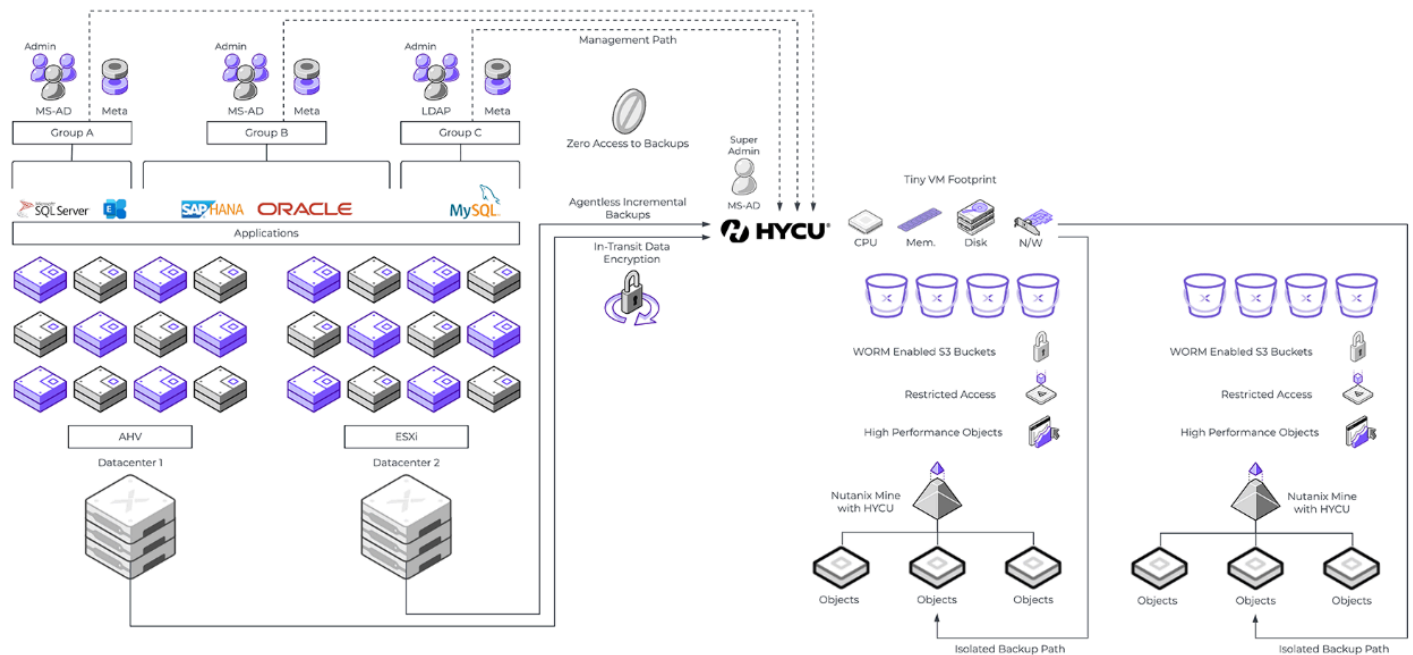 Management Path
Admin
MS-AD
Meta
Group A
Admin
MS-AD
Meta
Group B
Admin
LDAP
Meta
Group C
Microsoft
SQL Server
E
SAP HANA
ORACLE
MySQL
Applications
AHV
ESXi
Datacenter 1
Datacenter 2
Zero Access to Backups
Agentless Incremental
Backups
In-Transit Data
Encryption
Super
Admin
MS-AD
HYCU®
Tiny VM Footprint
CPU
Mem.
Disk
N/W
WORM Enabled S3 Buckets
Restricted Access
High Performance Objects
Nutanix Mine
with HYCU
Objects
Objects
Objects
Isolated Backup Path
WORM Enabled S3 Buckets
Restricted Access
High Performance Objects
Nutanix Mine
with HYCU
Objects
Objects
Objects
Isolated Backup Path